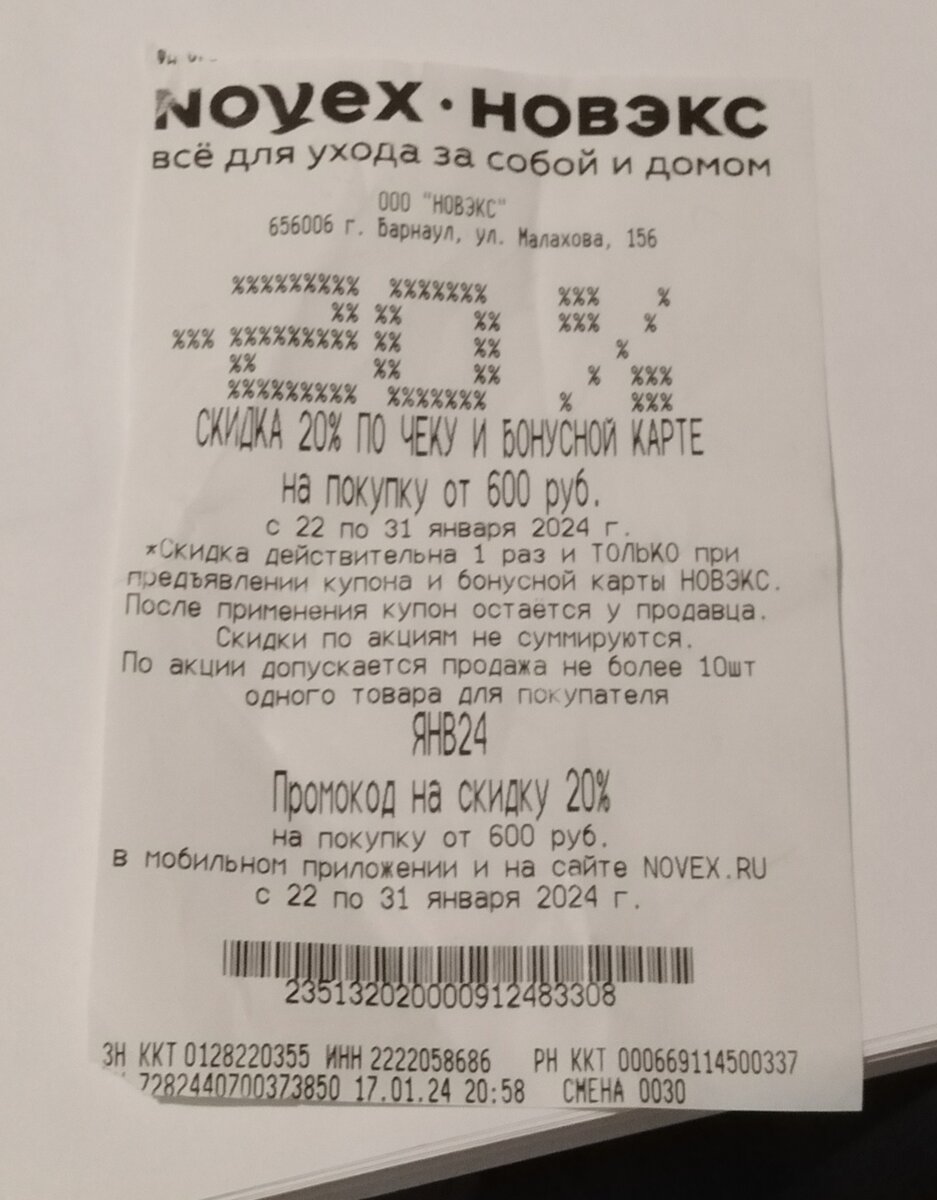 Novex · новэкс
всё для ухода за собой и домом
ООО "НОВЭКС"
656006 г. Барнаул, ул. Малахова, 156
%%%%%%%%% %%%%%%% %%% %
%% %% %% %%% %
%%% %%%%%%%%% %% %% %
%% %% %% % %%%
%%%%%%%%% %%%%%%% % %%%
СКИДКА 20% ПО ЧЕКУ И БОНУСНОЙ КАРТЕ
на покупку от 600 руб.
с 22 по 31 января 2024 г.
*Скидка действительна 1 раз и ТОЛЬКО при
предъявлении купона и бонусной карты НОВЭКС.
После применения купон остаётся у продавца.
Скидки по акциям не суммируются.
По акции допускается продажа не более 10шт
одного товара для покупателя
ЯНВ24
Промокод на скидку 20%
на покупку от 600 руб.
в мобильном приложении и на сайте NOVEX.RU
с 22 по 31 января 2024 г.
235132020000912483308
ЗН ККТ 0128220355 ИНН 2222058686 РН ККТ 000669114500337
7282440700373850 17.01.24 20:58 СМЕНА 0030